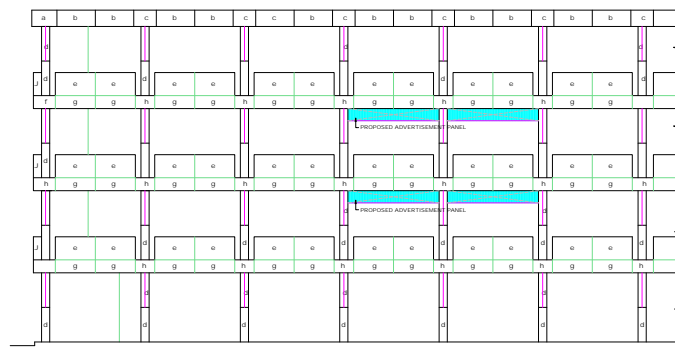 a b b c b b c c b c b b c b b c b b c
d d d
d d d d d d
J e e e e e e e e e e e e
f g g h g g h g g h g g h g g h g g h
PROPOSED ADVERTISEMENT PANEL
d
J e e e e e e e e e e e e
h g g h g g h g g h g g h g g h g g h
d d
PROPOSED ADVERTISEMENT PANEL
d d d d d d
J e e e e e e e e e e e e
g g h g g h g g h g g h g g h g g h
d d d d
d d d d d d d